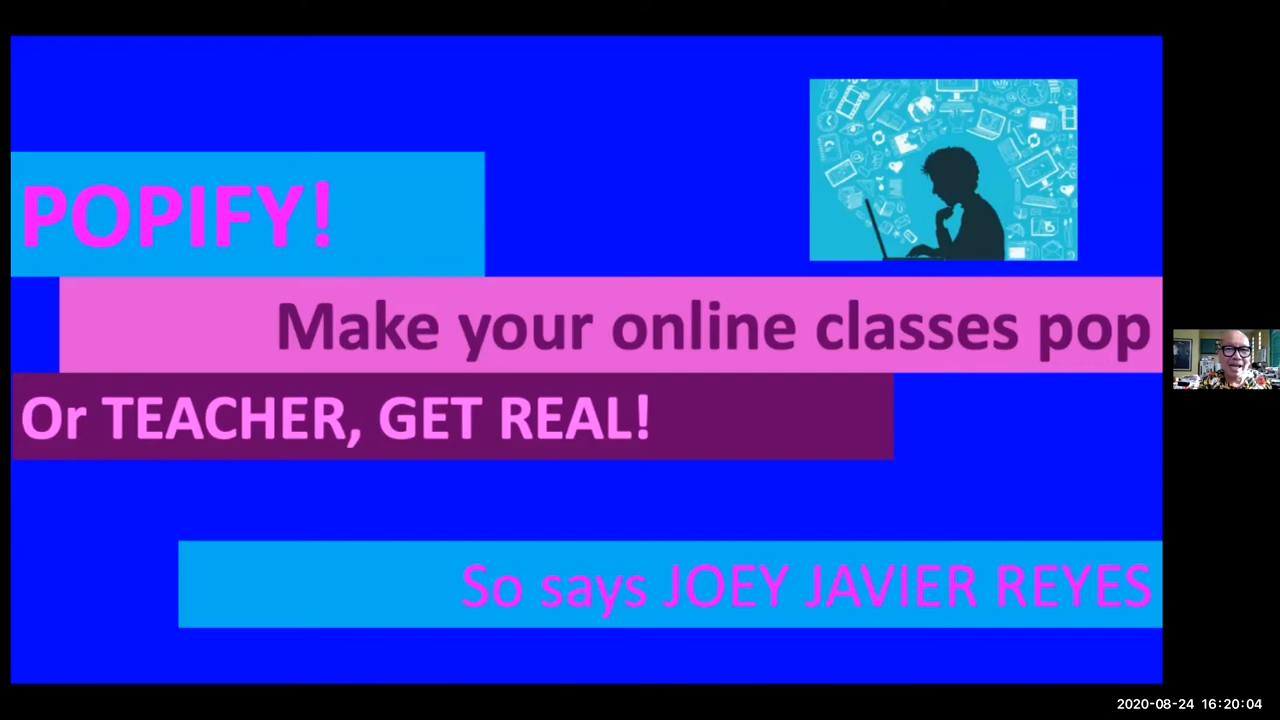 POPIFY!
Make your online classes pop
Or TEACHER, GET REAL!
So says JOEY JAVIER REYES
2020-08-24 16:20:04